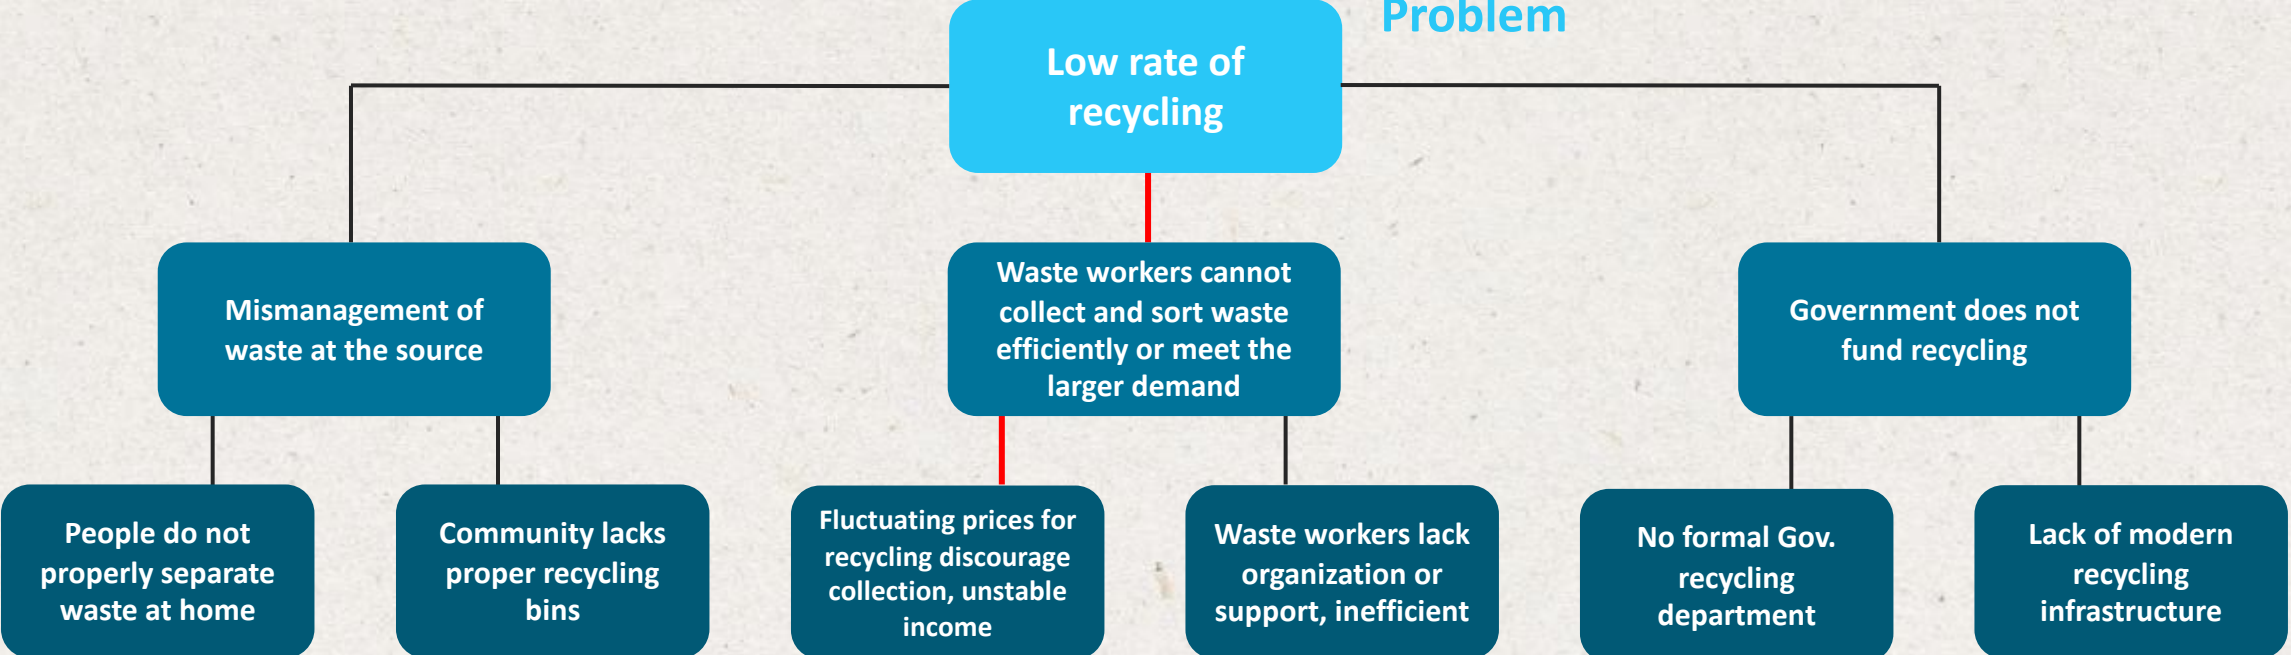 Problem
Low rate of
recycling
Mismanagement of
waste at the source
Waste workers cannot
collect and sort waste
efficiently or meet the
larger demand
Government does not
fund recycling
People do not
properly separate
waste at home
Community lacks
proper recycling
bins
Fluctuating prices for
recycling discourage
collection, unstable
income
Waste workers lack
organization or
support, inefficient
No formal Gov.
recycling
department
Lack of modern
recycling
infrastructure